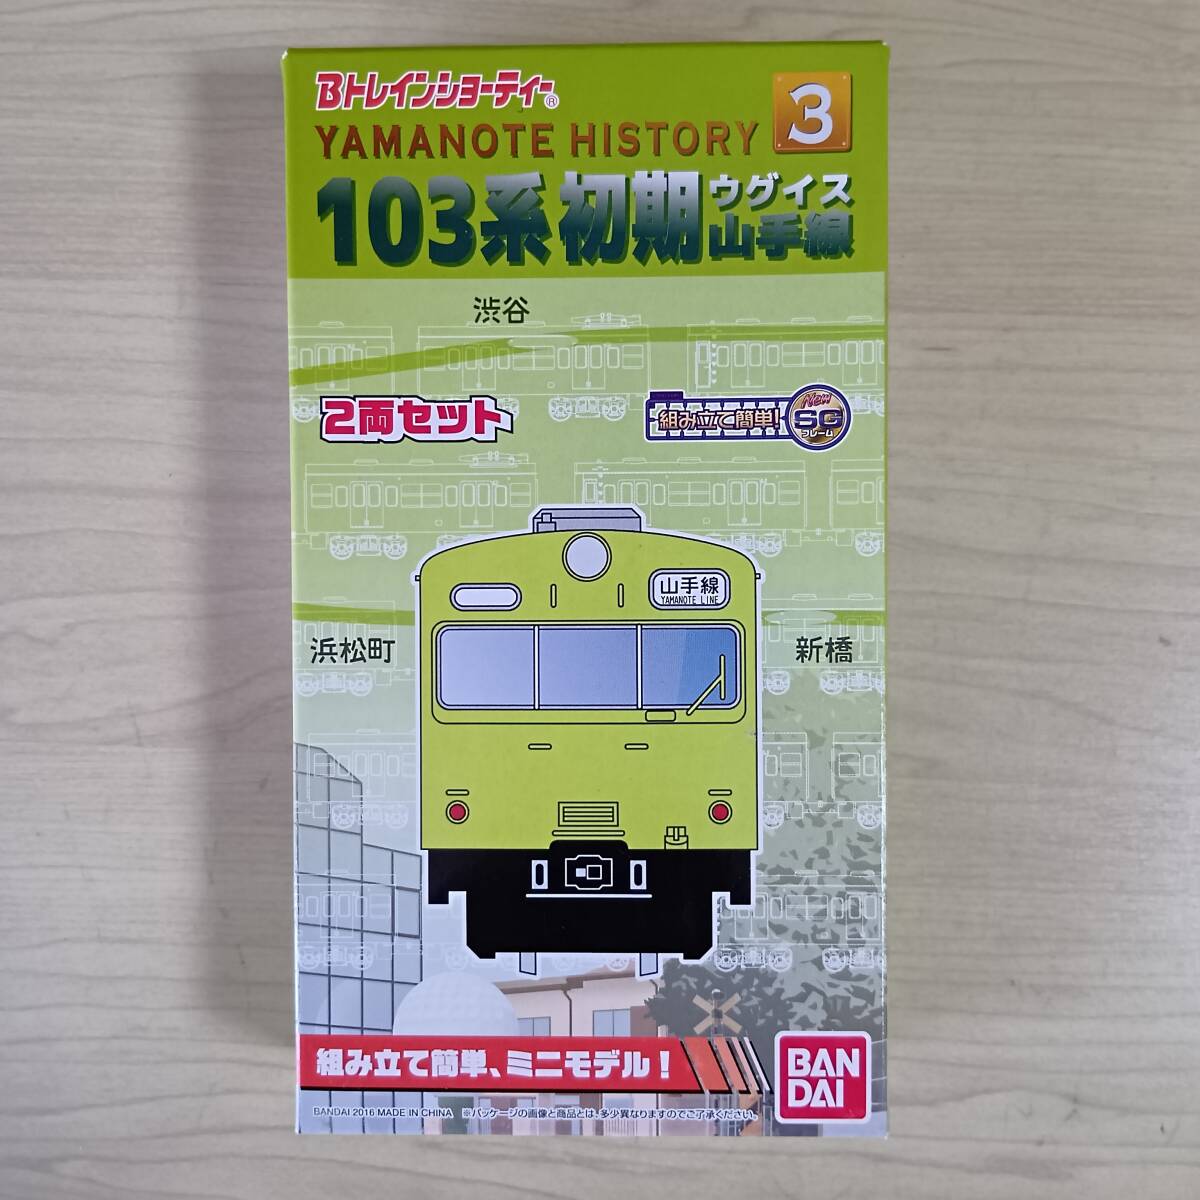 Bトレインショーティー®
YAMANOTE HISTORY 3
103系初期 ウグイス
山手線
渋谷
2両セット
組み立て簡単!
New
SG
フレーム
山手線
YAMANOTE LINE
浜松町
新橋
組み立て簡単、ミニモデル!
BAN
DAI
BANDAI 2016 MADE IN CHINA ※パッケージの画像と商品とは、多少異なりますのでご了承ください。